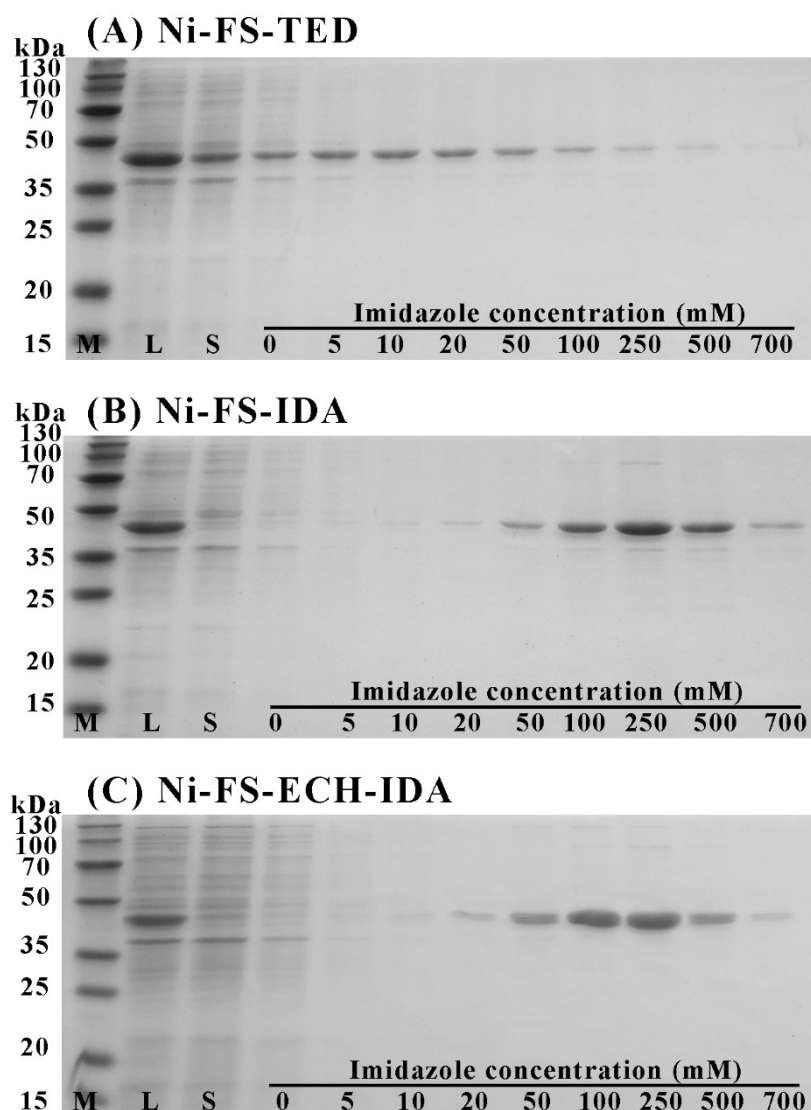 (A) Ni-FS-TED
kDa
130
100
70
50
35
25
20
15
Imidazole concentration (mM)
M L S 0 5 10 20 50 100 250 500 700
(B) Ni-FS-IDA
kDa
130
100
70
50
35
25
20
15
Imidazole concentration (mM)
M L S 0 5 10 20 50 100 250 500 700
(C) Ni-FS-ECH-IDA
kDa
130
100
70
50
35
25
20
15
Imidazole concentration (mM)
M L S 0 5 10 20 50 100 250 500 700